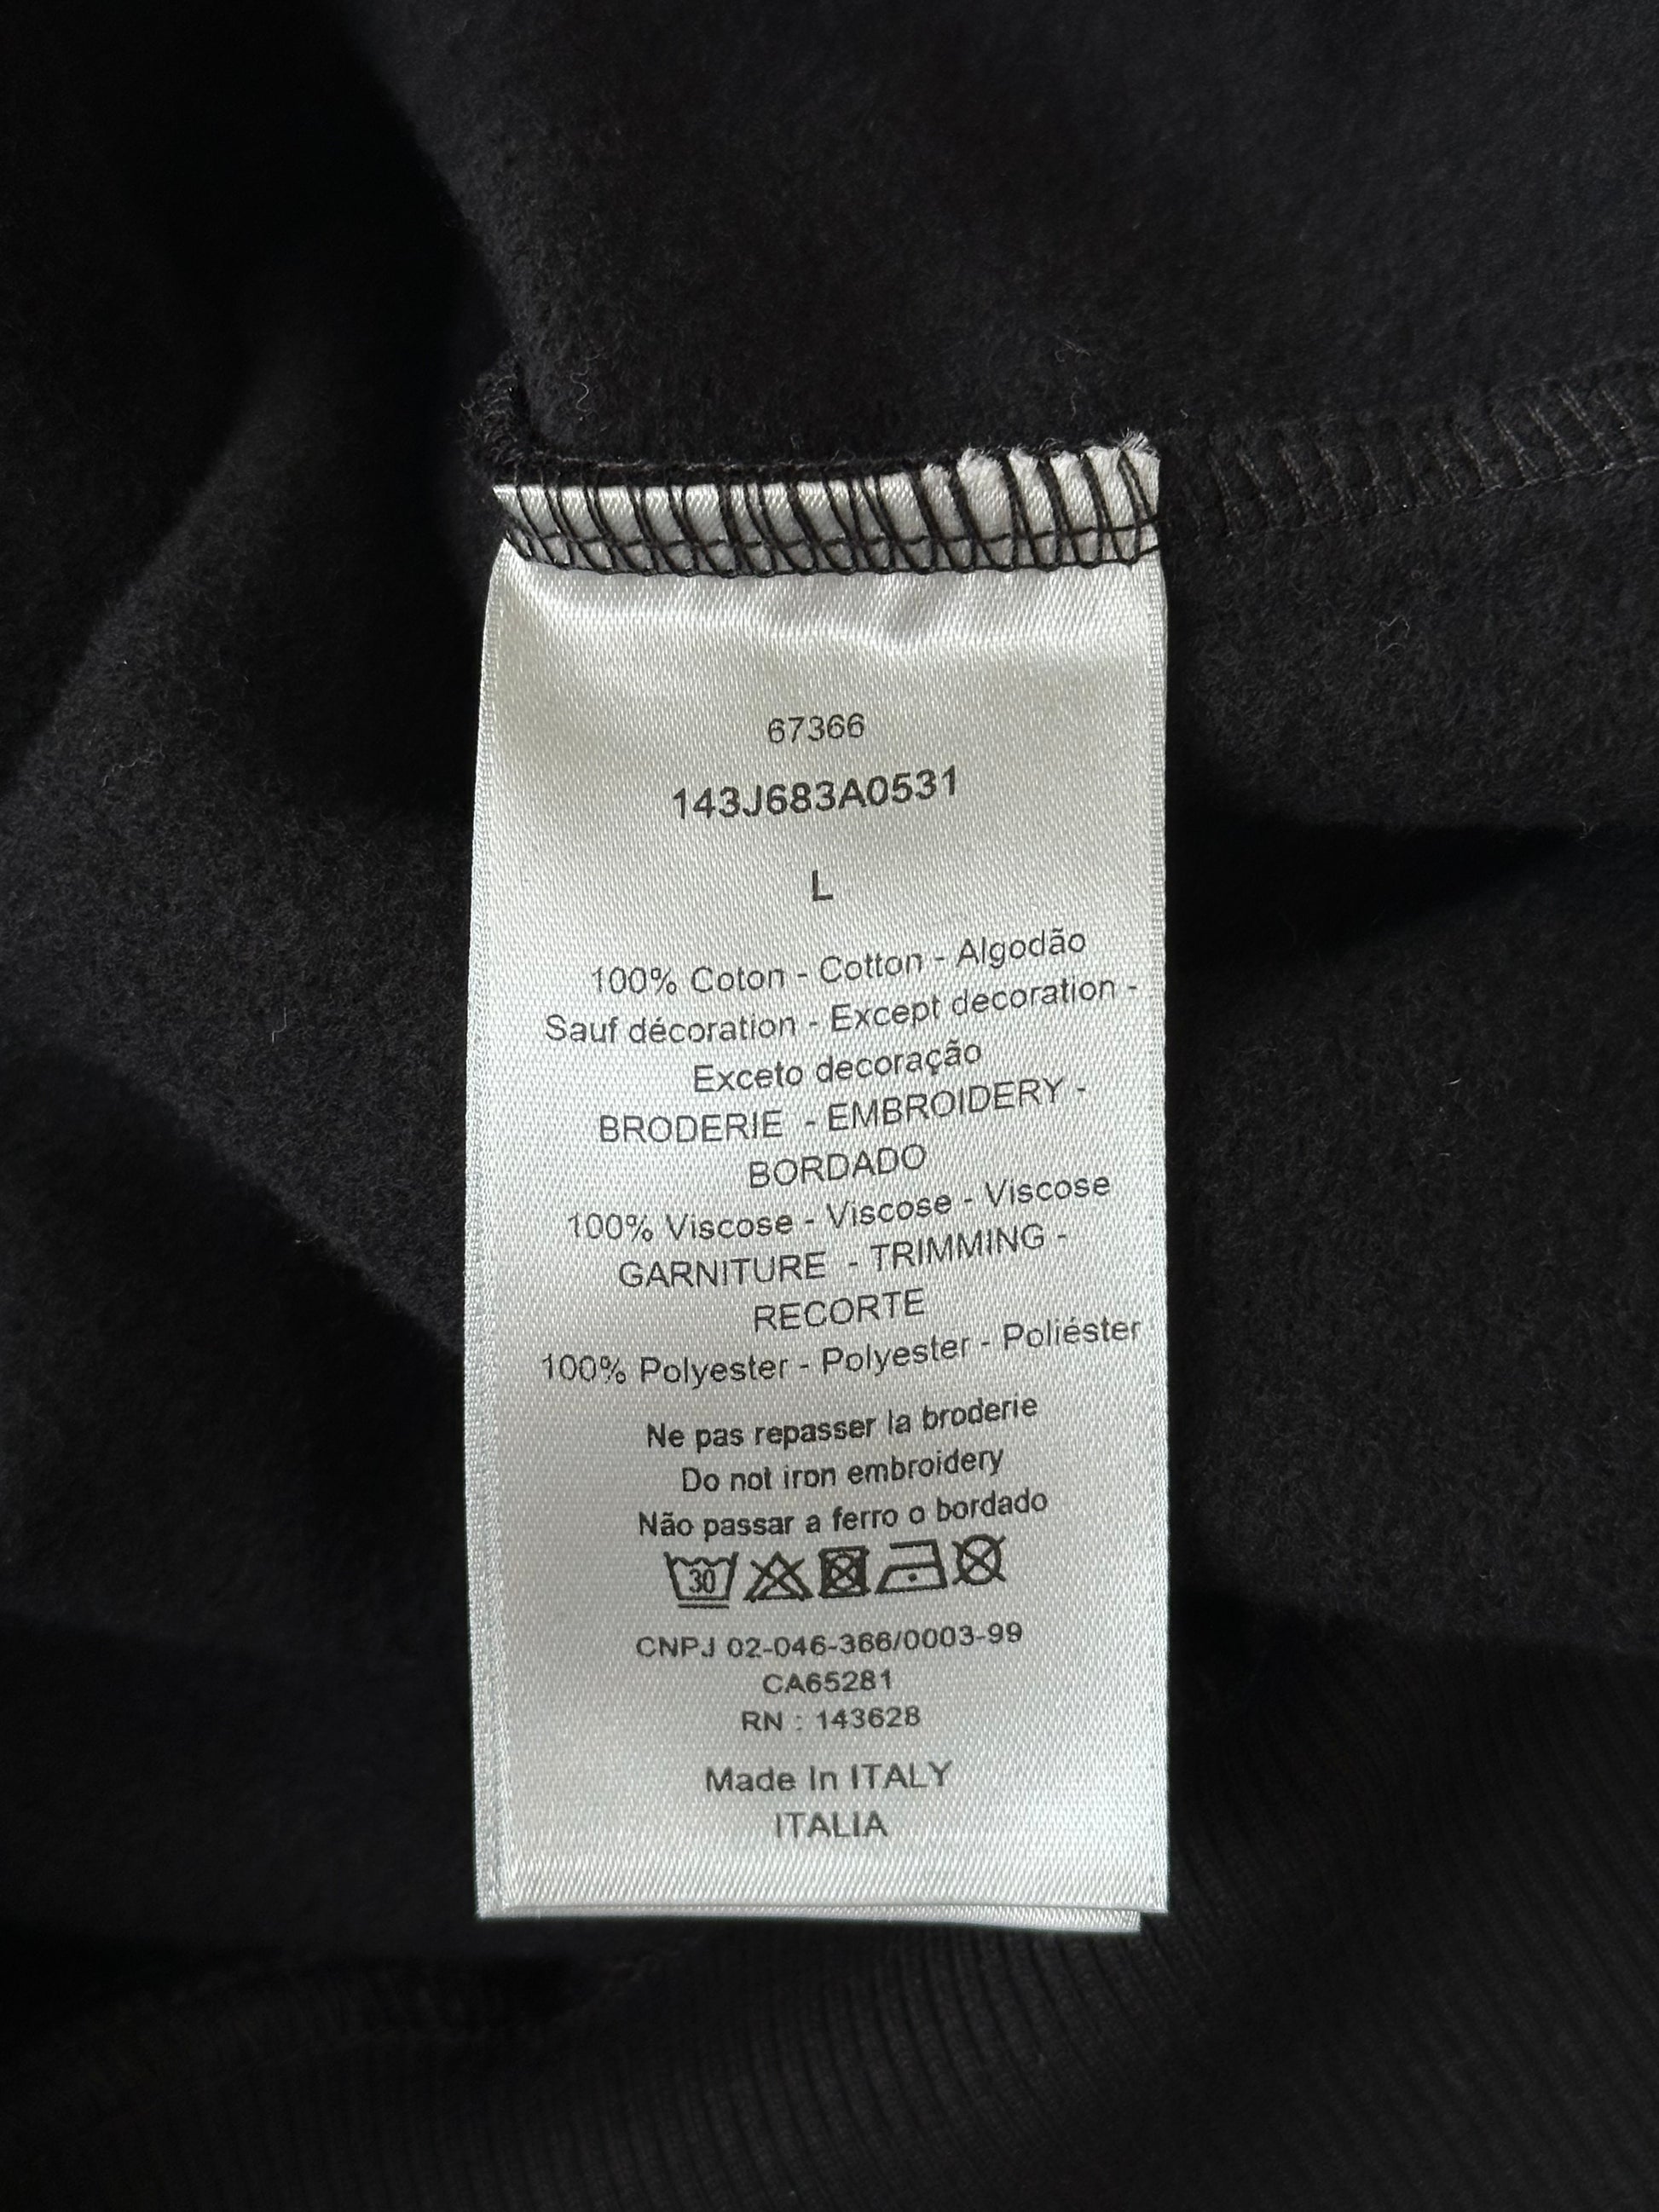 67366
143J683A0531
L
100% Coton - Cotton - Algodão
Sauf décoration - Except decoration -
Exceto decoração
BRODERIE - EMBROIDERY -
BORDADO
100% Viscose - Viscose - Viscose
GARNITURE - TRIMMING -
RECORTE
100% Polyester - Polyester - Poliéster
Ne pas repasser la broderie
Do not iron embroidery
Não passar a ferro o bordado
30
CNPJ 02-046-366/0003-99
CA65281
RN : 143628
Made In ITALY
ITALIA